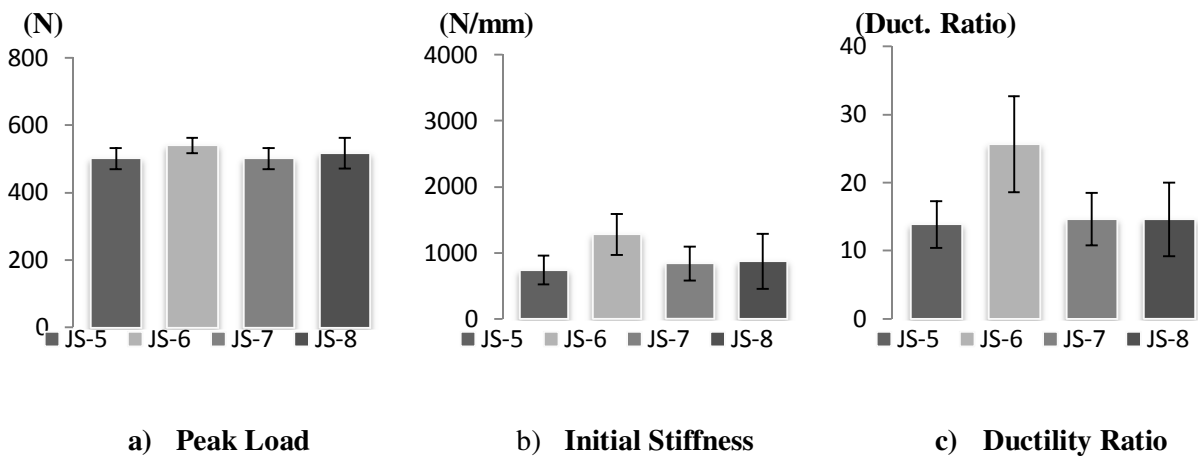 (N)
800
600
400
200
0
JS-5 JS-6 JS-7 JS-8
a) Peak Load
(N/mm)
4000
3000
2000
1000
0
JS-5 JS-6 JS-7 JS-8
b) Initial Stiffness
(Duct. Ratio)
40
30
20
10
0
JS-5 JS-6 JS-7 JS-8
c) Ductility Ratio